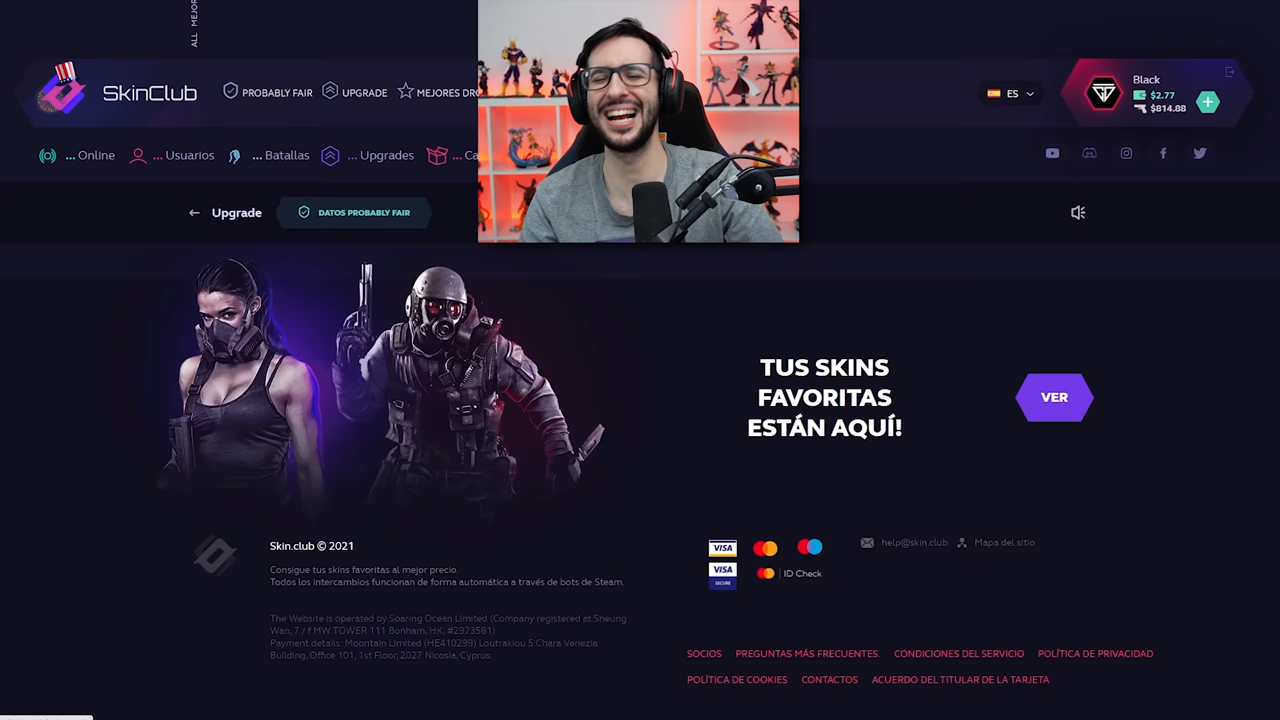 ALL MEJOR
SkinClub
PROBABLY FAIR
UPGRADE
MEJORES DRO
ES
Black
$2.77
$814.88
... Online
... Usuarios
... Batallas
... Upgrades
... Ca
Upgrade
DATOS PROBABLY FAIR
TUS SKINS
FAVORITAS
ESTÁN AQUÍ!
VER
Skin.club © 2021
Consigue tus skins favoritas al mejor precio.
Todos los intercambios funcionan de forma automática a través de bots de Steam.
The Website is operated by Soaring Ocean Limited (Company registered at Sheung
Wan, 7 / f MW TOWER 111 Bonham, HK, #2973581)
Payment details: Moontain Limited (HE410299) Loutrakiou 5 Chara Venezia
Building, Office 101, 1st Floor, 2027 Nicosia, Cyprus
VISA
VISA
SECURE
ID Check
help@skin.club
Mapa del sitio
SOCIOS
PREGUNTAS MÁS FRECUENTES.
CONDICIONES DEL SERVICIO
POLÍTICA DE PRIVACIDAD
POLÍTICA DE COOKIES
CONTACTOS
ACUERDO DEL TITULAR DE LA TARJETA